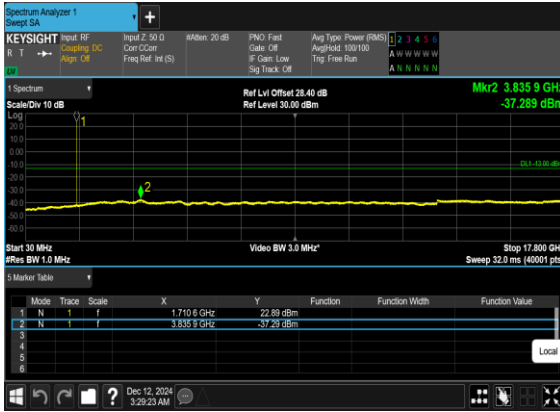 Spectrum Analyzer 1
Swept SA
+
KEYSIGHT
R T
Input: RF
Coupling: DC
Align: Off
Input Z: 50 Ω
Corr CCorr
Freq Ref: Int (S)
#Atten: 20 dB
PNO: Fast
Gate: Off
IF Gain: Low
Sig Track: Off
Avg Type: Power (RMS)
Avg|Hold: 100/100
Trig: Free Run
1 2 3 4 5 6
A W W W W W
A N N N N N
1 Spectrum
Scale/Div 10 dB
Ref Lvl Offset 28.40 dB
Ref Level 30.00 dBm
Mkr2 3.835 9 GHz
-37.289 dBm
Log
20.0
10.0
0.00
-10.0
-20.0
-30.0
-40.0
-50.0
-60.0
1
2
DL1 -13.00 dBm
Start 30 MHz
#Res BW 1.0 MHz
Video BW 3.0 MHz*
Stop 17.800 GHz
Sweep 32.0 ms (40001 pts)
5 Marker Table
Mode Trace Scale X Y Function Function Width Function Value
1 N 1 f 1.710 6 GHz 22.89 dBm
2 N 1 f 3.835 9 GHz -37.29 dBm
3
4
5
6
Local
?
Dec 12, 2024
3:29:23 AM